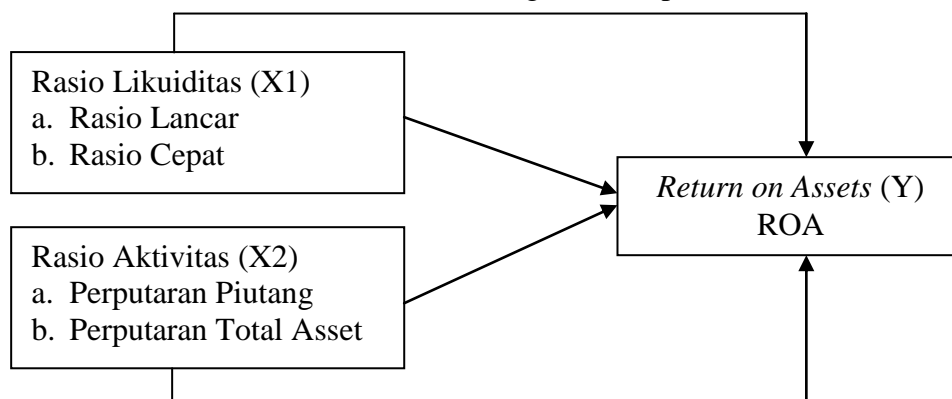 Rasio Likuiditas (X1)
a. Rasio Lancar
b. Rasio Cepat
Return on Assets (Y)
ROA
Rasio Aktivitas (X2)
a. Perputaran Piutang
b. Perputaran Total Asset